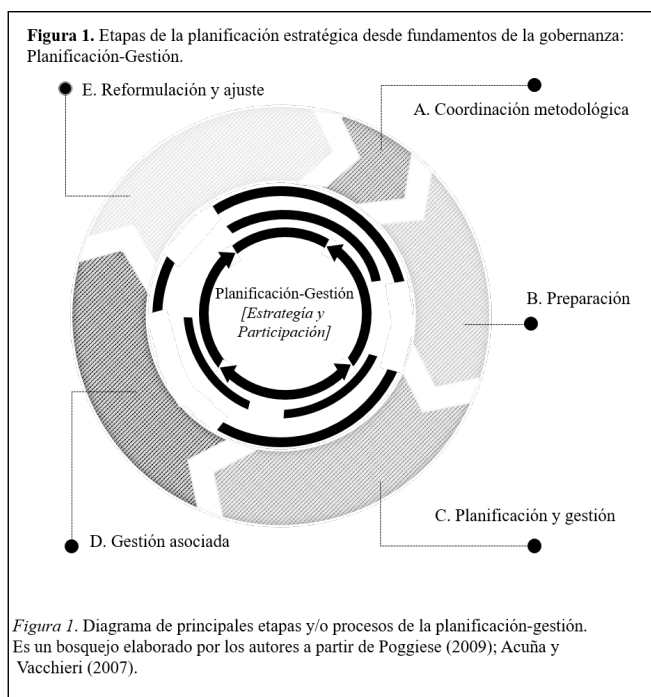 Figura 1. Etapas de la planificación estratégica desde fundamentos de la gobernanza:
Planificación-Gestión.
E. Reformulación y ajuste
A. Coordinación metodológica
Planificación-Gestión
[Estrategía y
Participación]
B. Preparación
C. Planificación y gestión
D. Gestión asociada
Figura 1. Diagrama de principales etapas y/o procesos de la planificación-gestión.
Es un bosquejo elaborado por los autores a partir de Poggiese (2009); Acuña y
Vacchieri (2007).